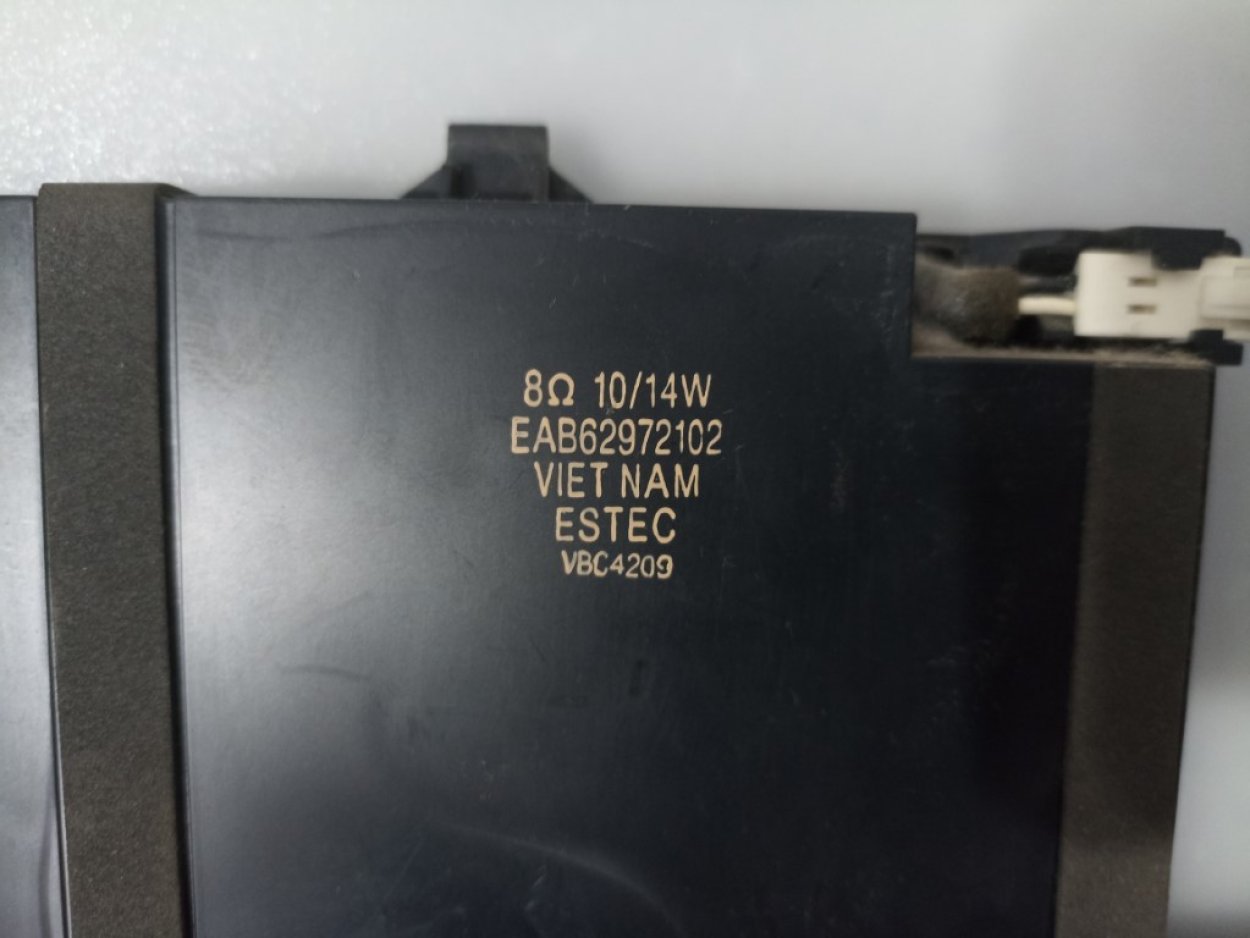 8Ω 10/14W
EAB62972102
VIET NAM
ESTEC
VBC4209